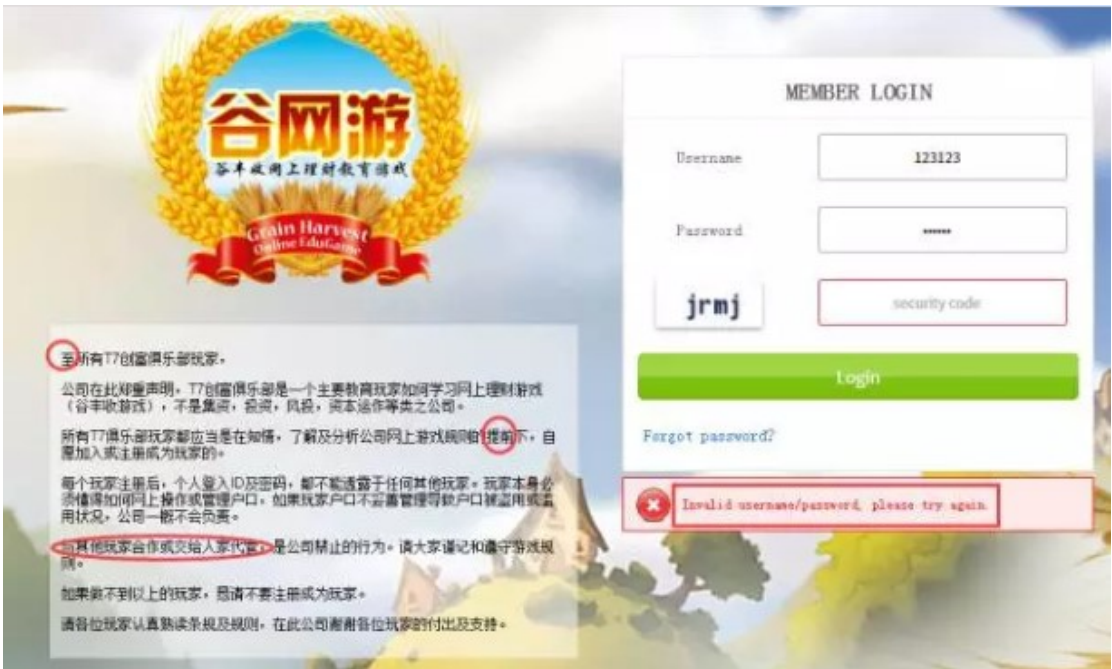 谷网游
谷丰收网上理财教育游戏
Grain Harvest
Online EduGame
至所有T7创富俱乐部玩家，
公司在此郑重声明，T7创富俱乐部是一个主要教育玩家如何学习网上理财游戏
（谷丰收游戏），不是集资，投资，风投，资本运作等类之公司。
所有T7俱乐部玩家都应当是在知情，了解及分析公司网上游戏规则的提前下，自
愿加入或注册成为玩家的。
每个玩家注册后，个人登入ID及密码，都不能透露于任何其他玩家。玩家本身必
须懂得如何网上操作或管理户口，如果玩家户口不妥善管理导致户口被盗用或滥
用状况，公司一概不会负责。
与其他玩家合作或交给人家代管，是公司禁止的行为。请大家谨记和遵守游戏规
则。
如果做不到以上的玩家，恳请不要注册成为玩家。
请各位玩家认真熟读条规及规则，在此公司谢谢各位玩家的付出及支持。
MEMBER LOGIN
Username
123123
Password
••••••
jrmj
security code
Login
Forgot password?
Invalid username/password, please try again.